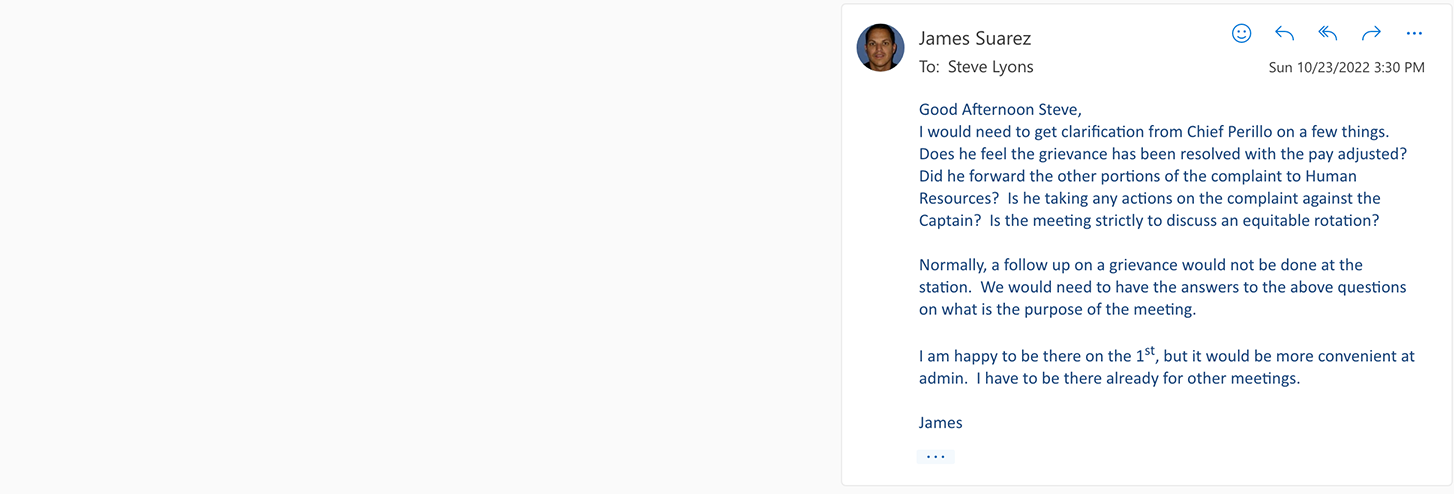 James Suarez
To: Steve Lyons
Sun 10/23/2022 3:30 PM
Good Afternoon Steve,
I would need to get clarification from Chief Perillo on a few things.
Does he feel the grievance has been resolved with the pay adjusted?
Did he forward the other portions of the complaint to Human
Resources?  Is he taking any actions on the complaint against the
Captain?  Is the meeting strictly to discuss an equitable rotation?
Normally, a follow up on a grievance would not be done at the
station.  We would need to have the answers to the above questions
on what is the purpose of the meeting.
I am happy to be there on the 1st, but it would be more convenient at
admin.  I have to be there already for other meetings.
James